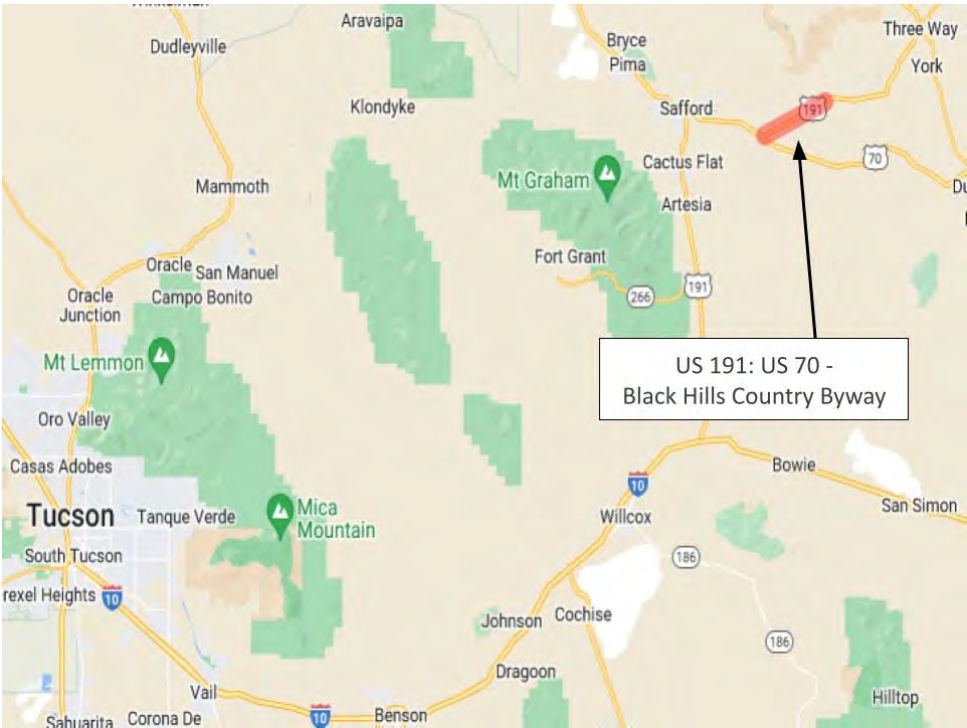 Aravaipa
Dudleyville
Bryce
Pima
Three Way
York
Klondyke
Safford
191
70
Cactus Flat
Mt Graham
Mammoth
Artesia
Oracle
San Manuel
Fort Grant
Oracle
Junction
Campo Bonito
266
191
Mt Lemmon
US 191: US 70 -
Black Hills Country Byway
Oro Valley
Casas Adobes
Bowie
10
San Simon
Tucson
Tanque Verde
Mica
Mountain
Willcox
South Tucson
186
rexel Heights
10
Johnson
Cochise
186
Dragoon
Vail
Hilltop
Sahuarita
Corona De
10
Benson